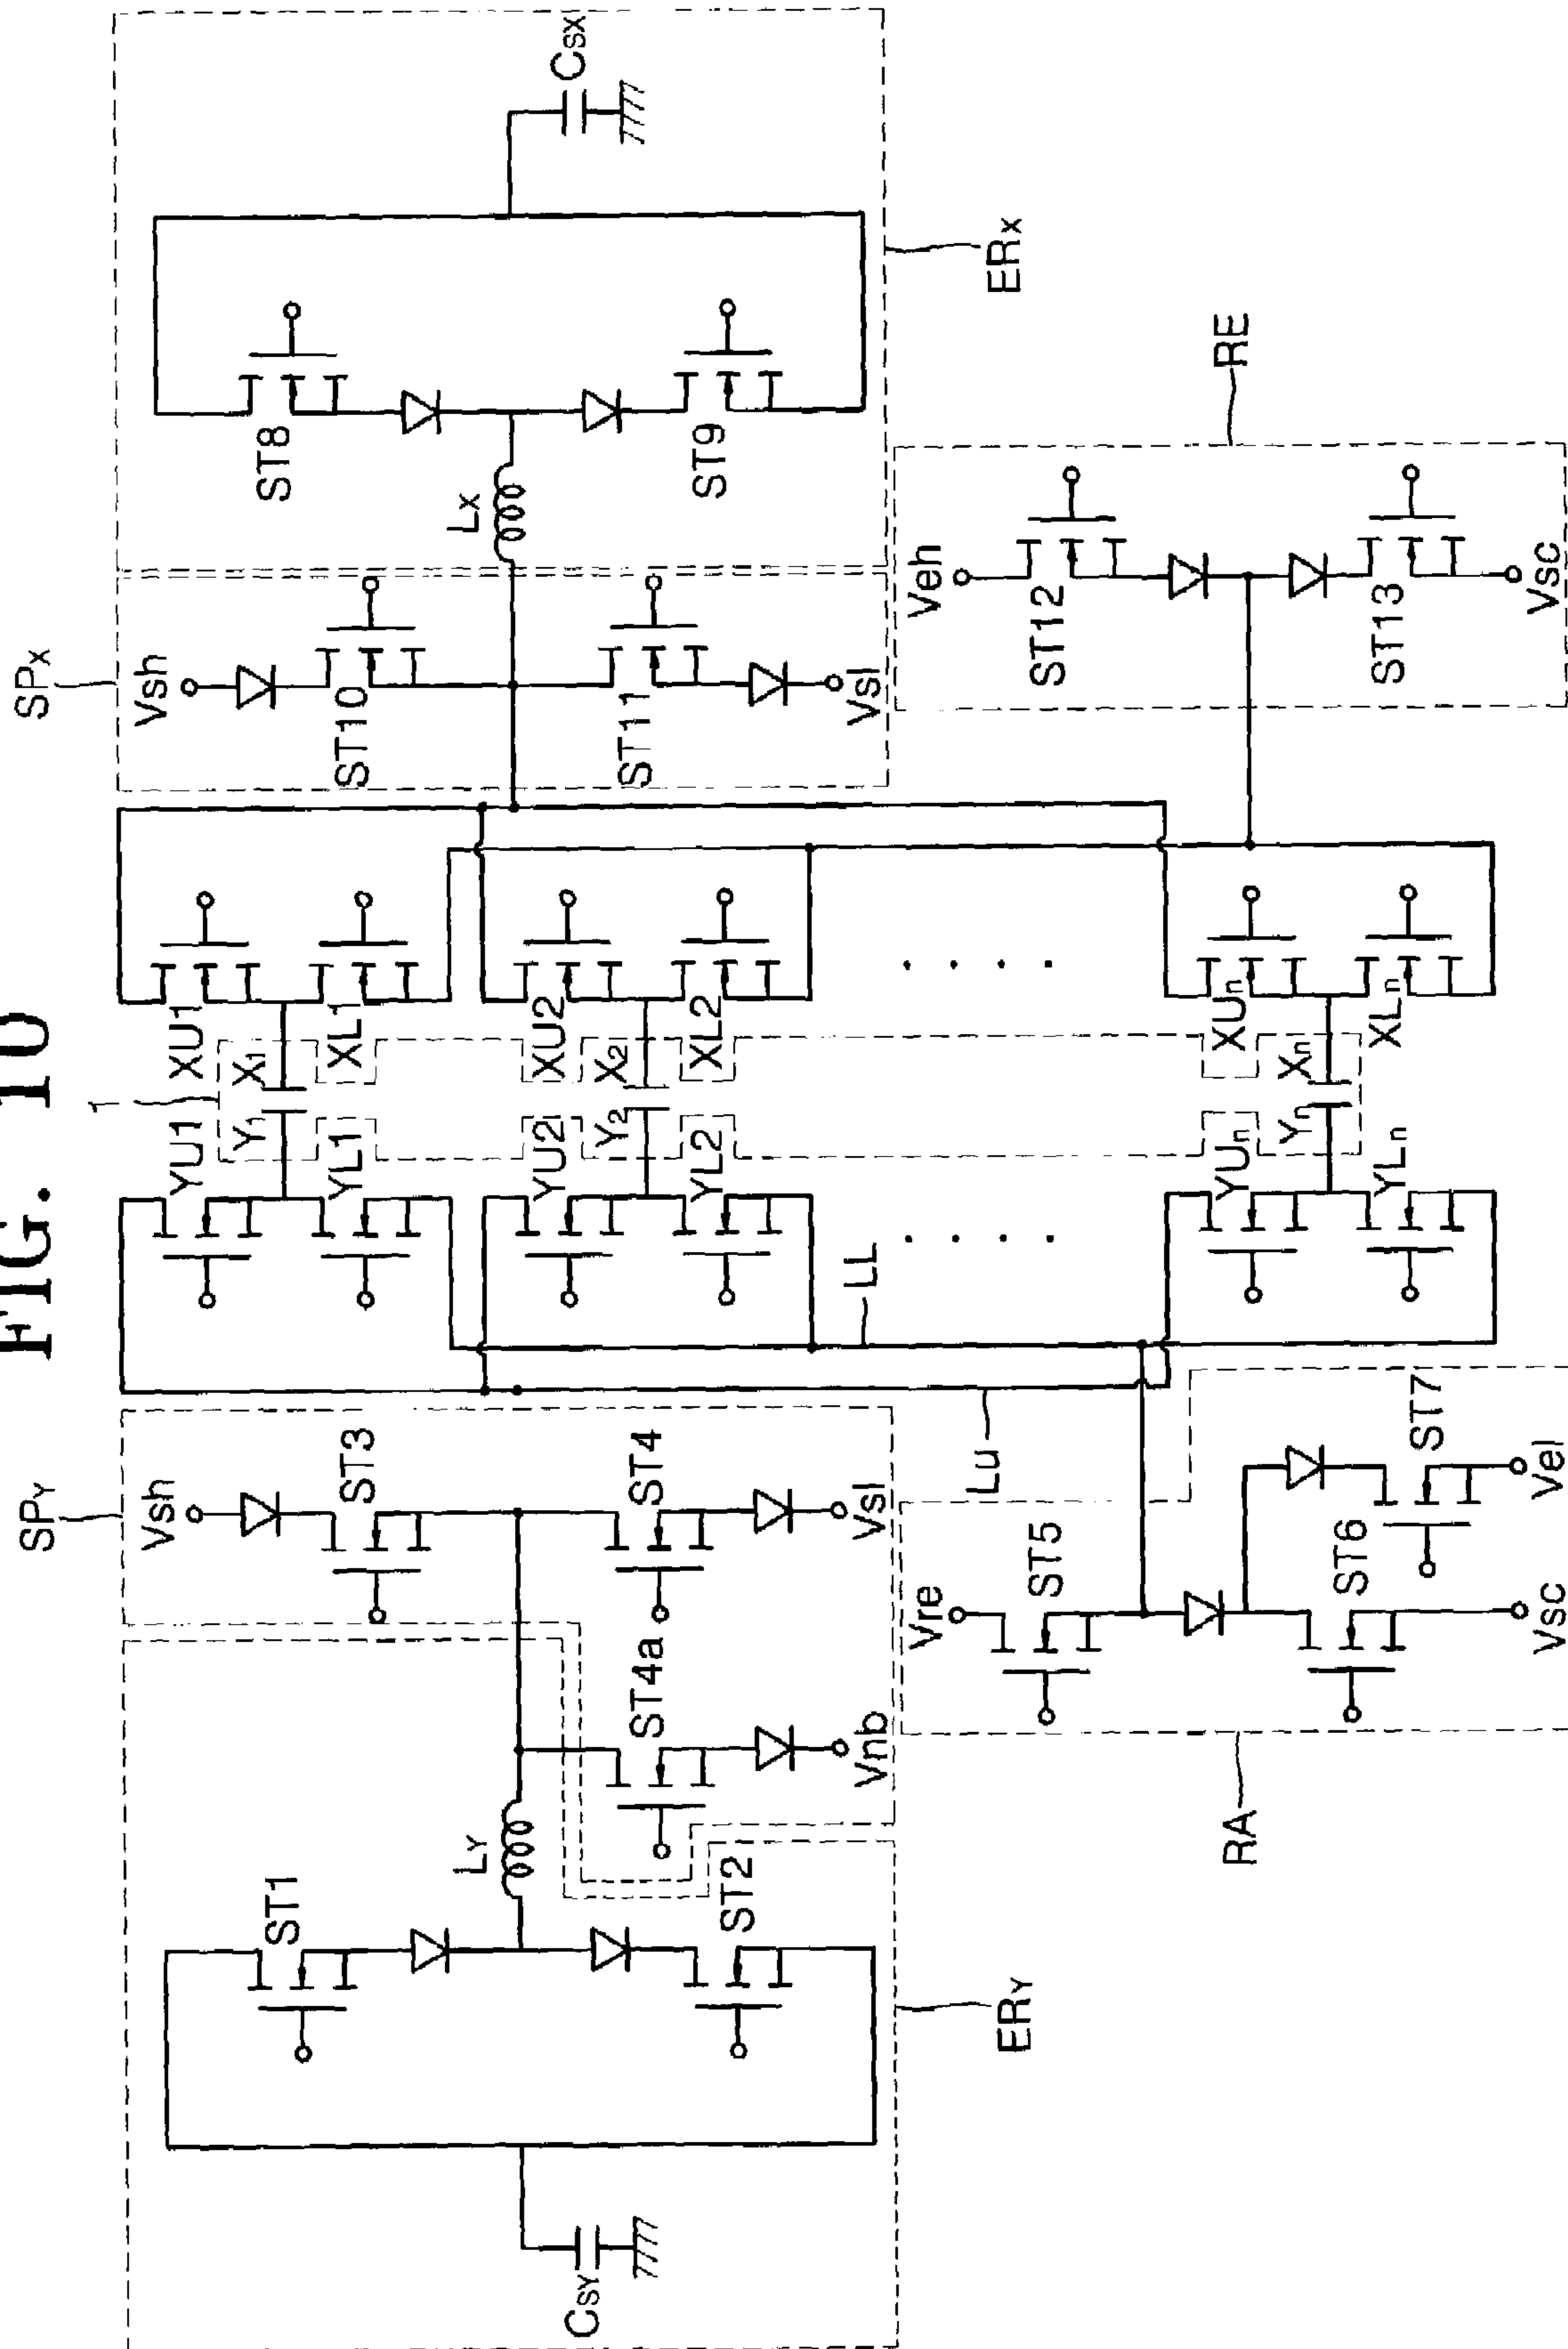 FIG. 10
SPY
SPX
1
Vsh
ST3
ST4
Vsl
ST4a
Vnb
LY
ST1
ST2
CSY
ERY
YU1
Y1
X1
XU1
YL1
XL1
YU2
Y2
X2
XU2
YL2
XL2
YUn
Yn
Xn
XUn
YLn
XLn
LL
Lu
Vsh
ST10
ST11
Vsl
LX
ST8
ST9
CSX
ERX
Vre
ST5
ST6
ST7
Vsc
Vel
RA
Veh
ST12
ST13
Vsc
RE